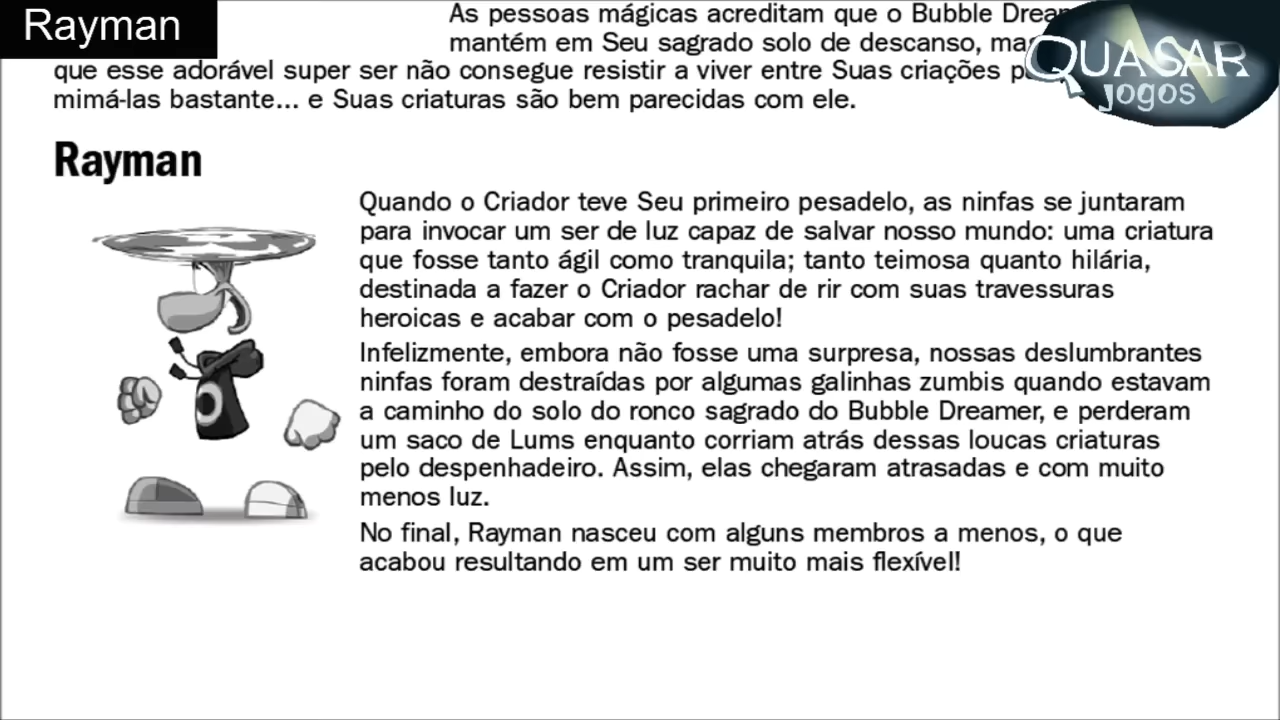 Rayman
As pessoas mágicas acreditam que o Bubble
mantém em Seu sagrado solo de descanso,
que esse adorável super ser não consegue resistir a viver entre Suas criações
mimá-las bastante... e Suas criaturas são bem parecidas com ele.
QUASAR
jogos
Rayman
Quando o Criador teve Seu primeiro pesadelo, as ninfas se juntaram
para invocar um ser de luz capaz de salvar nosso mundo: uma criatura
que fosse tanto ágil como tranquila; tanto teimosa quanto hilária,
destinada a fazer o Criador rachar de rir com suas travessuras
heroicas e acabar com o pesadelo!
Infelizmente, embora não fosse uma surpresa, nossas deslumbrantes
ninfas foram destraídas por algumas galinhas zumbis quando estavam
a caminho do solo do ronco sagrado do Bubble Dreamer, e perderam
um saco de Lums enquanto corriam atrás dessas loucas criaturas
pelo despenhadeiro. Assim, elas chegaram atrasadas e com muito
menos luz.
No final, Rayman nasceu com alguns membros a menos, o que
acabou resultando em um ser muito mais flexível!